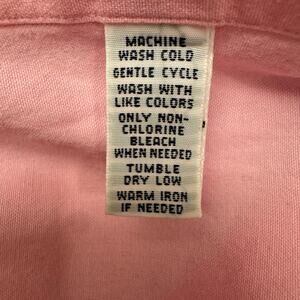 MACHINE
WASH COLD
GENTLE CYCLE
WASH WITH
LIKE COLORS
ONLY NON-
CHLORINE
BLEACH
WHEN NEEDED
TUMBLE
DRY LOW
WARM IRON
IF NEEDED